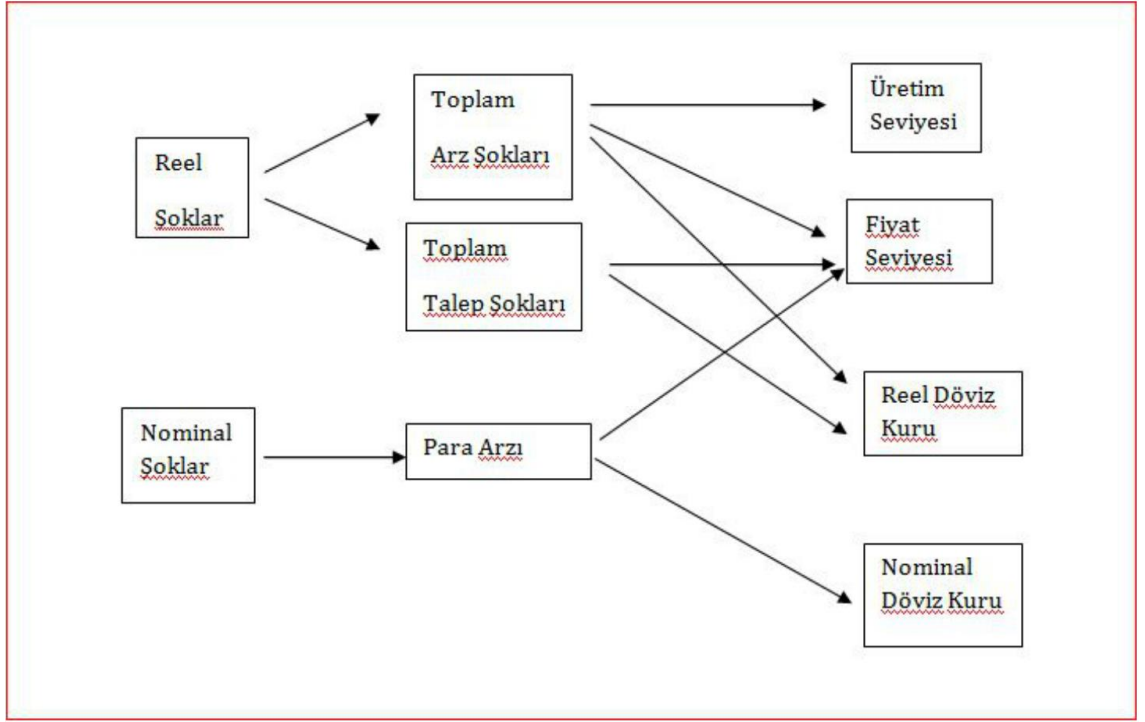 Reel
Şoklar
Toplam
Arz Şokları
Toplam
Talep Şokları
Nominal
Şoklar
Para Arzı
Üretim
Seviyesi
Fiyat
Seviyesi
Reel Döviz
Kuru
Nominal
Döviz Kuru